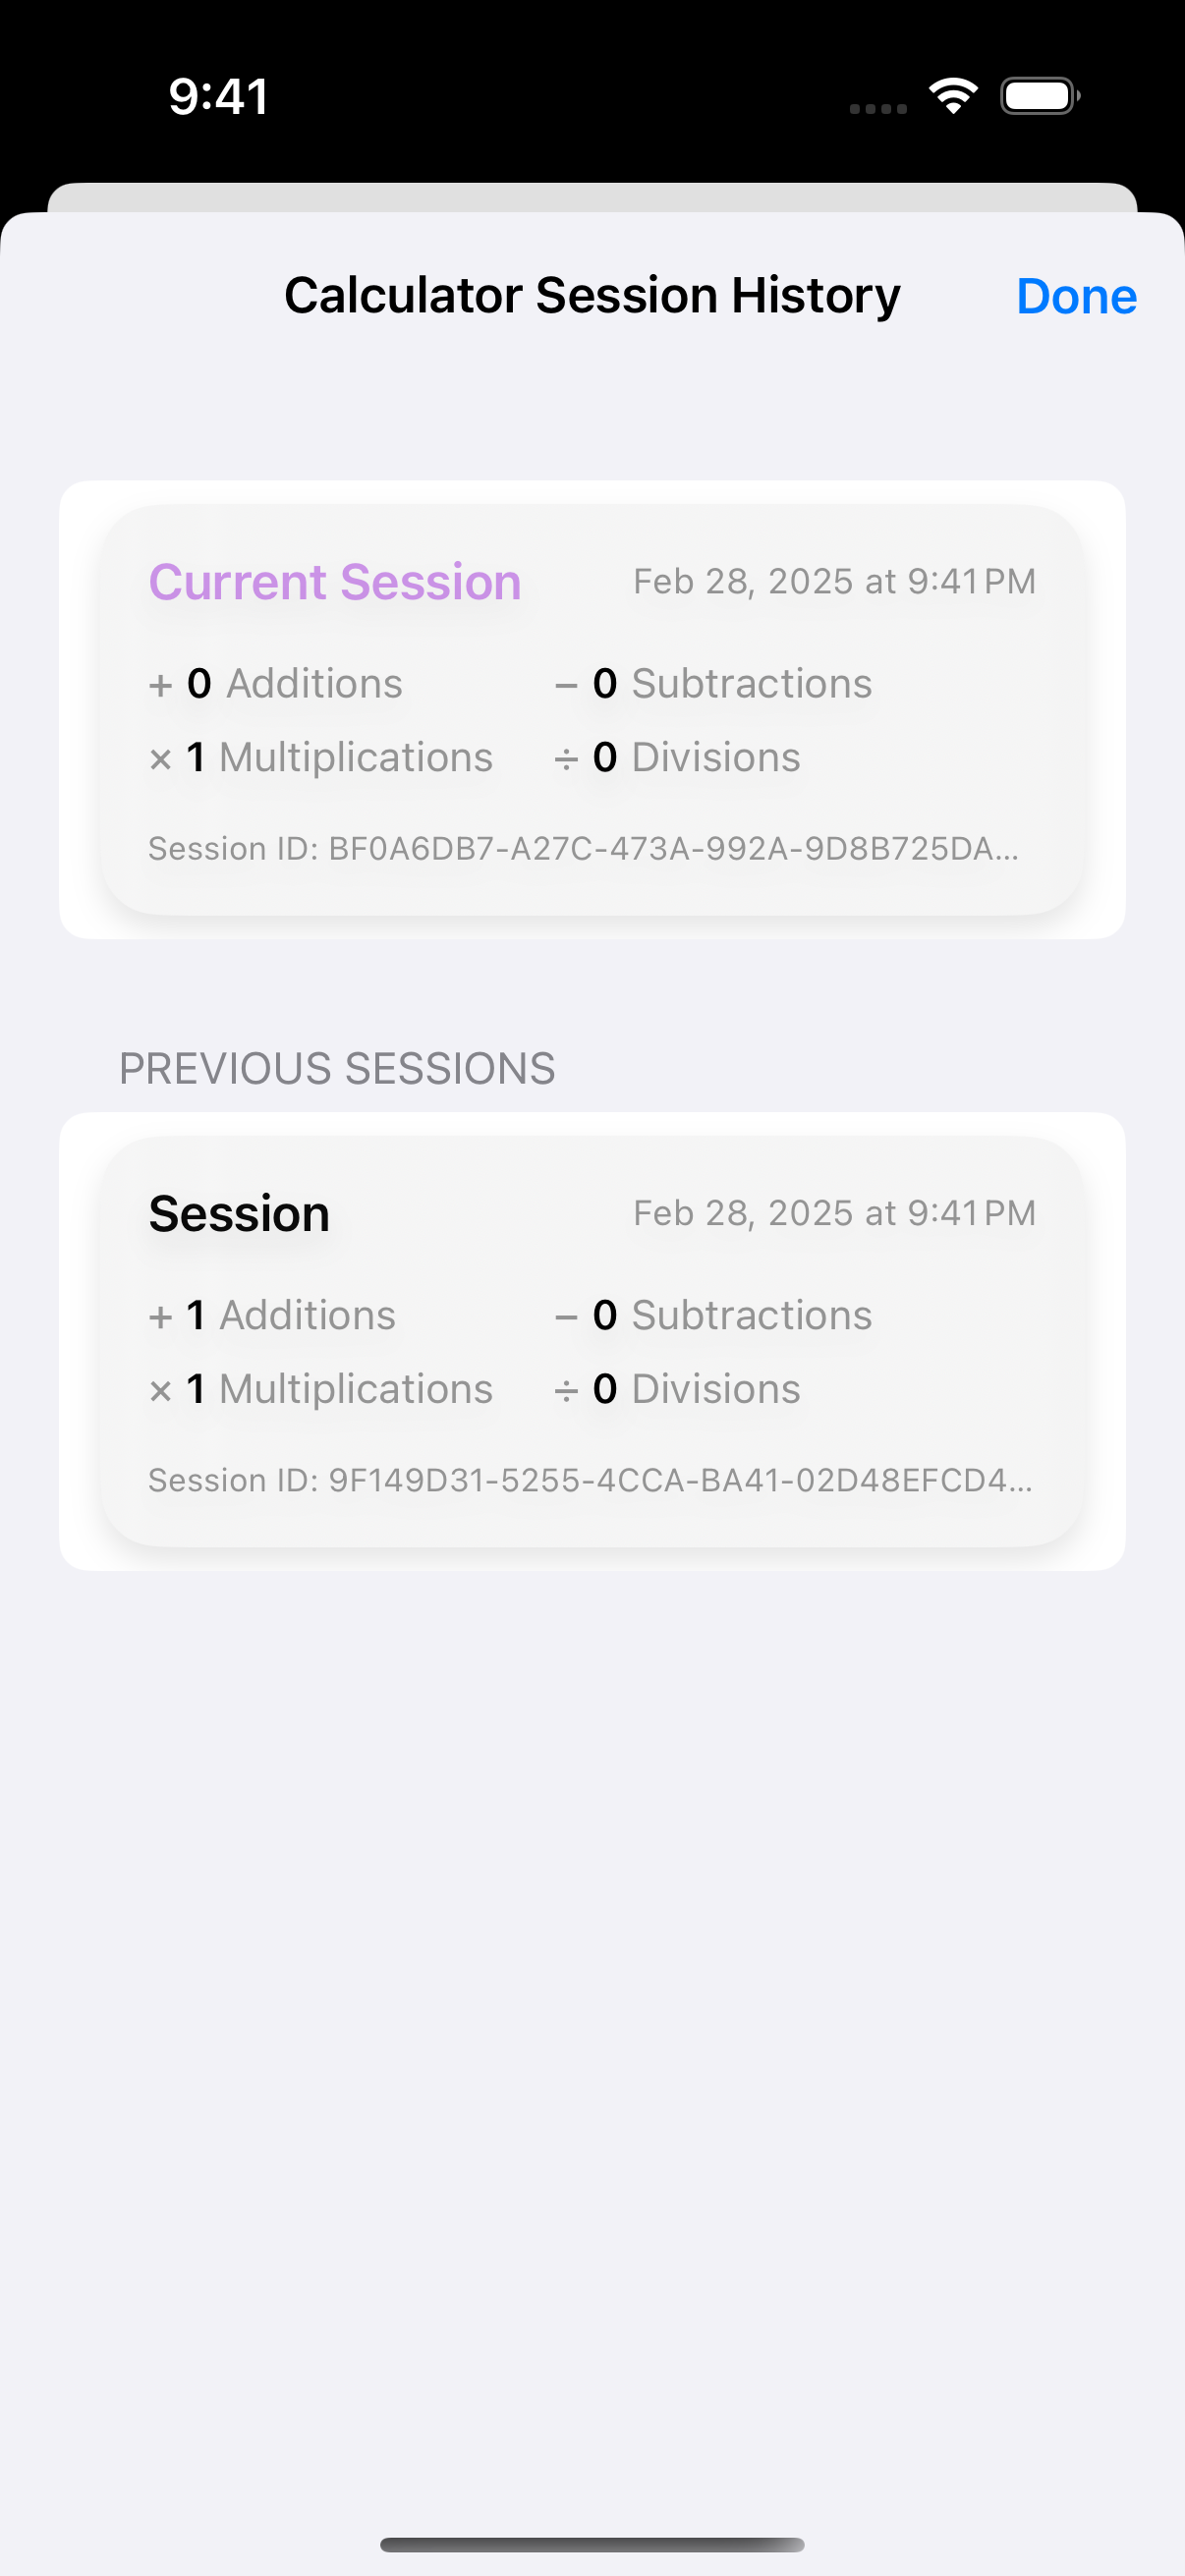 9:41
Calculator Session History Done
Current Session Feb 28, 2025 at 9:41 PM
+ 0 Additions − 0 Subtractions
× 1 Multiplications ÷ 0 Divisions
Session ID: BF0A6DB7-A27C-473A-992A-9D8B725DA...
PREVIOUS SESSIONS
Session Feb 28, 2025 at 9:41 PM
+ 1 Additions − 0 Subtractions
× 1 Multiplications ÷ 0 Divisions
Session ID: 9F149D31-5255-4CCA-BA41-02D48EFCD4...